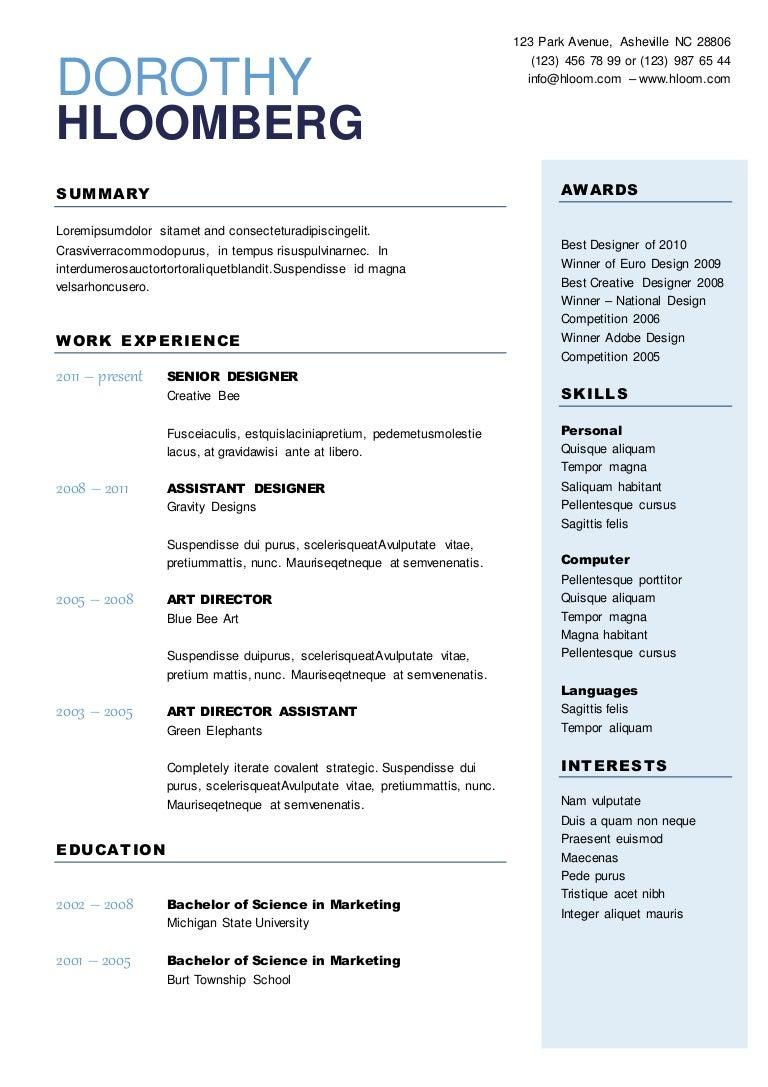 DOROTHY
HLOOMBERG
123 Park Avenue, Asheville NC 28806
(123) 456 78 99 or (123) 987 65 44
info@hloom.com – www.hloom.com
SUMMARY
Loremipsumdolor sitamet and consecteturadipiscingelit.
Crasviverracommodopurus, in tempus risuspulvinarnec. In
interdumerosauctortortoraliquetblandit.Suspendisse id magna
velsarhoncusero.
WORK EXPERIENCE
2011 – present SENIOR DESIGNER
Creative Bee
Fusceiaculis, estquislaciniapretium, pedemetusmolestie
lacus, at gravidawisi ante at libero.
2008 – 2011 ASSISTANT DESIGNER
Gravity Designs
Suspendisse dui purus, scelerisqueatAvulputate vitae,
pretiummattis, nunc. Mauriseqetneque at semvenenatis.
2005 – 2008 ART DIRECTOR
Blue Bee Art
Suspendisse duipurus, scelerisqueatAvulputate vitae,
pretium mattis, nunc. Mauriseqetneque at semvenenatis.
2003 – 2005 ART DIRECTOR ASSISTANT
Green Elephants
Completely iterate covalent strategic. Suspendisse dui
purus, scelerisqueatAvulputate vitae, pretiummattis, nunc.
Mauriseqetneque at semvenenatis.
EDUCATION
2002 – 2008 Bachelor of Science in Marketing
Michigan State University
2001 – 2005 Bachelor of Science in Marketing
Burt Township School
AWARDS
Best Designer of 2010
Winner of Euro Design 2009
Best Creative Designer 2008
Winner – National Design
Competition 2006
Winner Adobe Design
Competition 2005
SKILLS
Personal
Quisque aliquam
Tempor magna
Saliquam habitant
Pellentesque cursus
Sagittis felis
Computer
Pellentesque porttitor
Quisque aliquam
Tempor magna
Magna habitant
Pellentesque cursus
Languages
Sagittis felis
Tempor aliquam
INTERESTS
Nam vulputate
Duis a quam non neque
Praesent euismod
Maecenas
Pede purus
Tristique acet nibh
Integer aliquet mauris